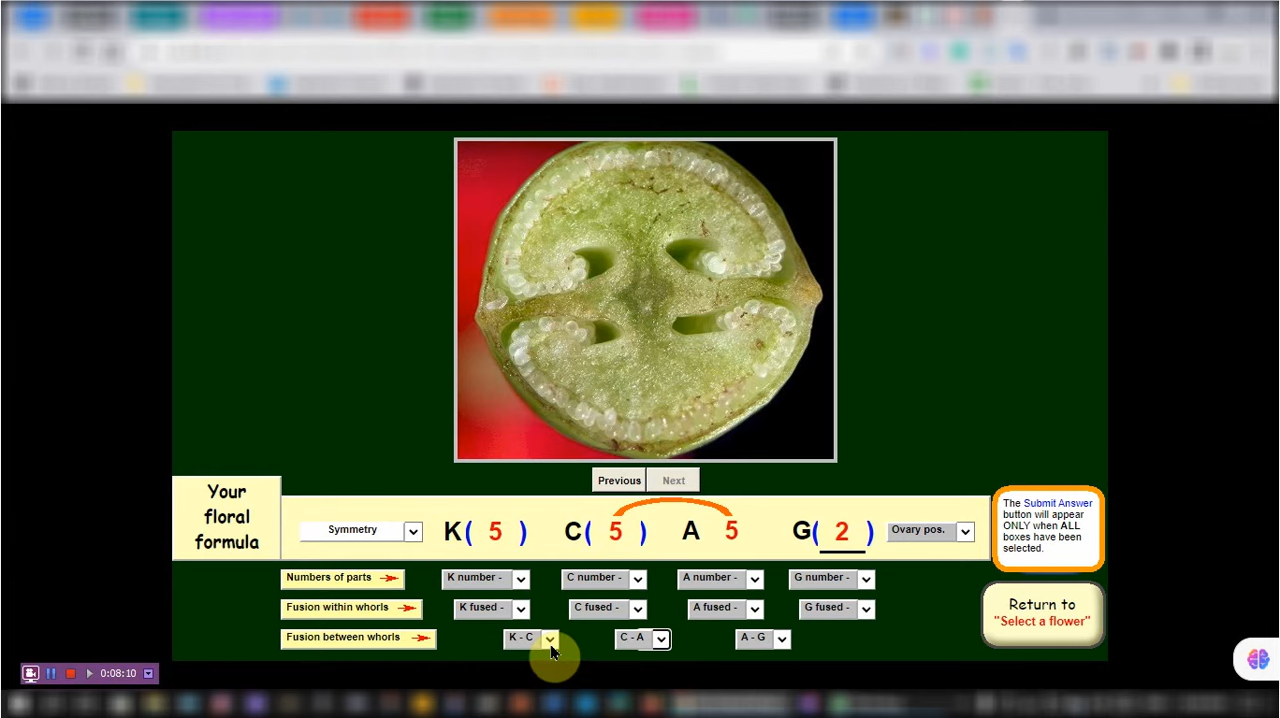 Previous
Next
Your
floral
formula
Symmetry
K( 5 ) C( 5 ) A 5 G( 2 )
Ovary pos.
The Submit Answer
button will appear
ONLY when ALL
boxes have been
selected.
Numbers of parts
K number -
C number -
A number -
G number -
Fusion within whorls
K fused -
C fused -
A fused -
G fused -
Fusion between whorls
K - C
C - A
A - G
Return to
"Select a flower"
0:08:10